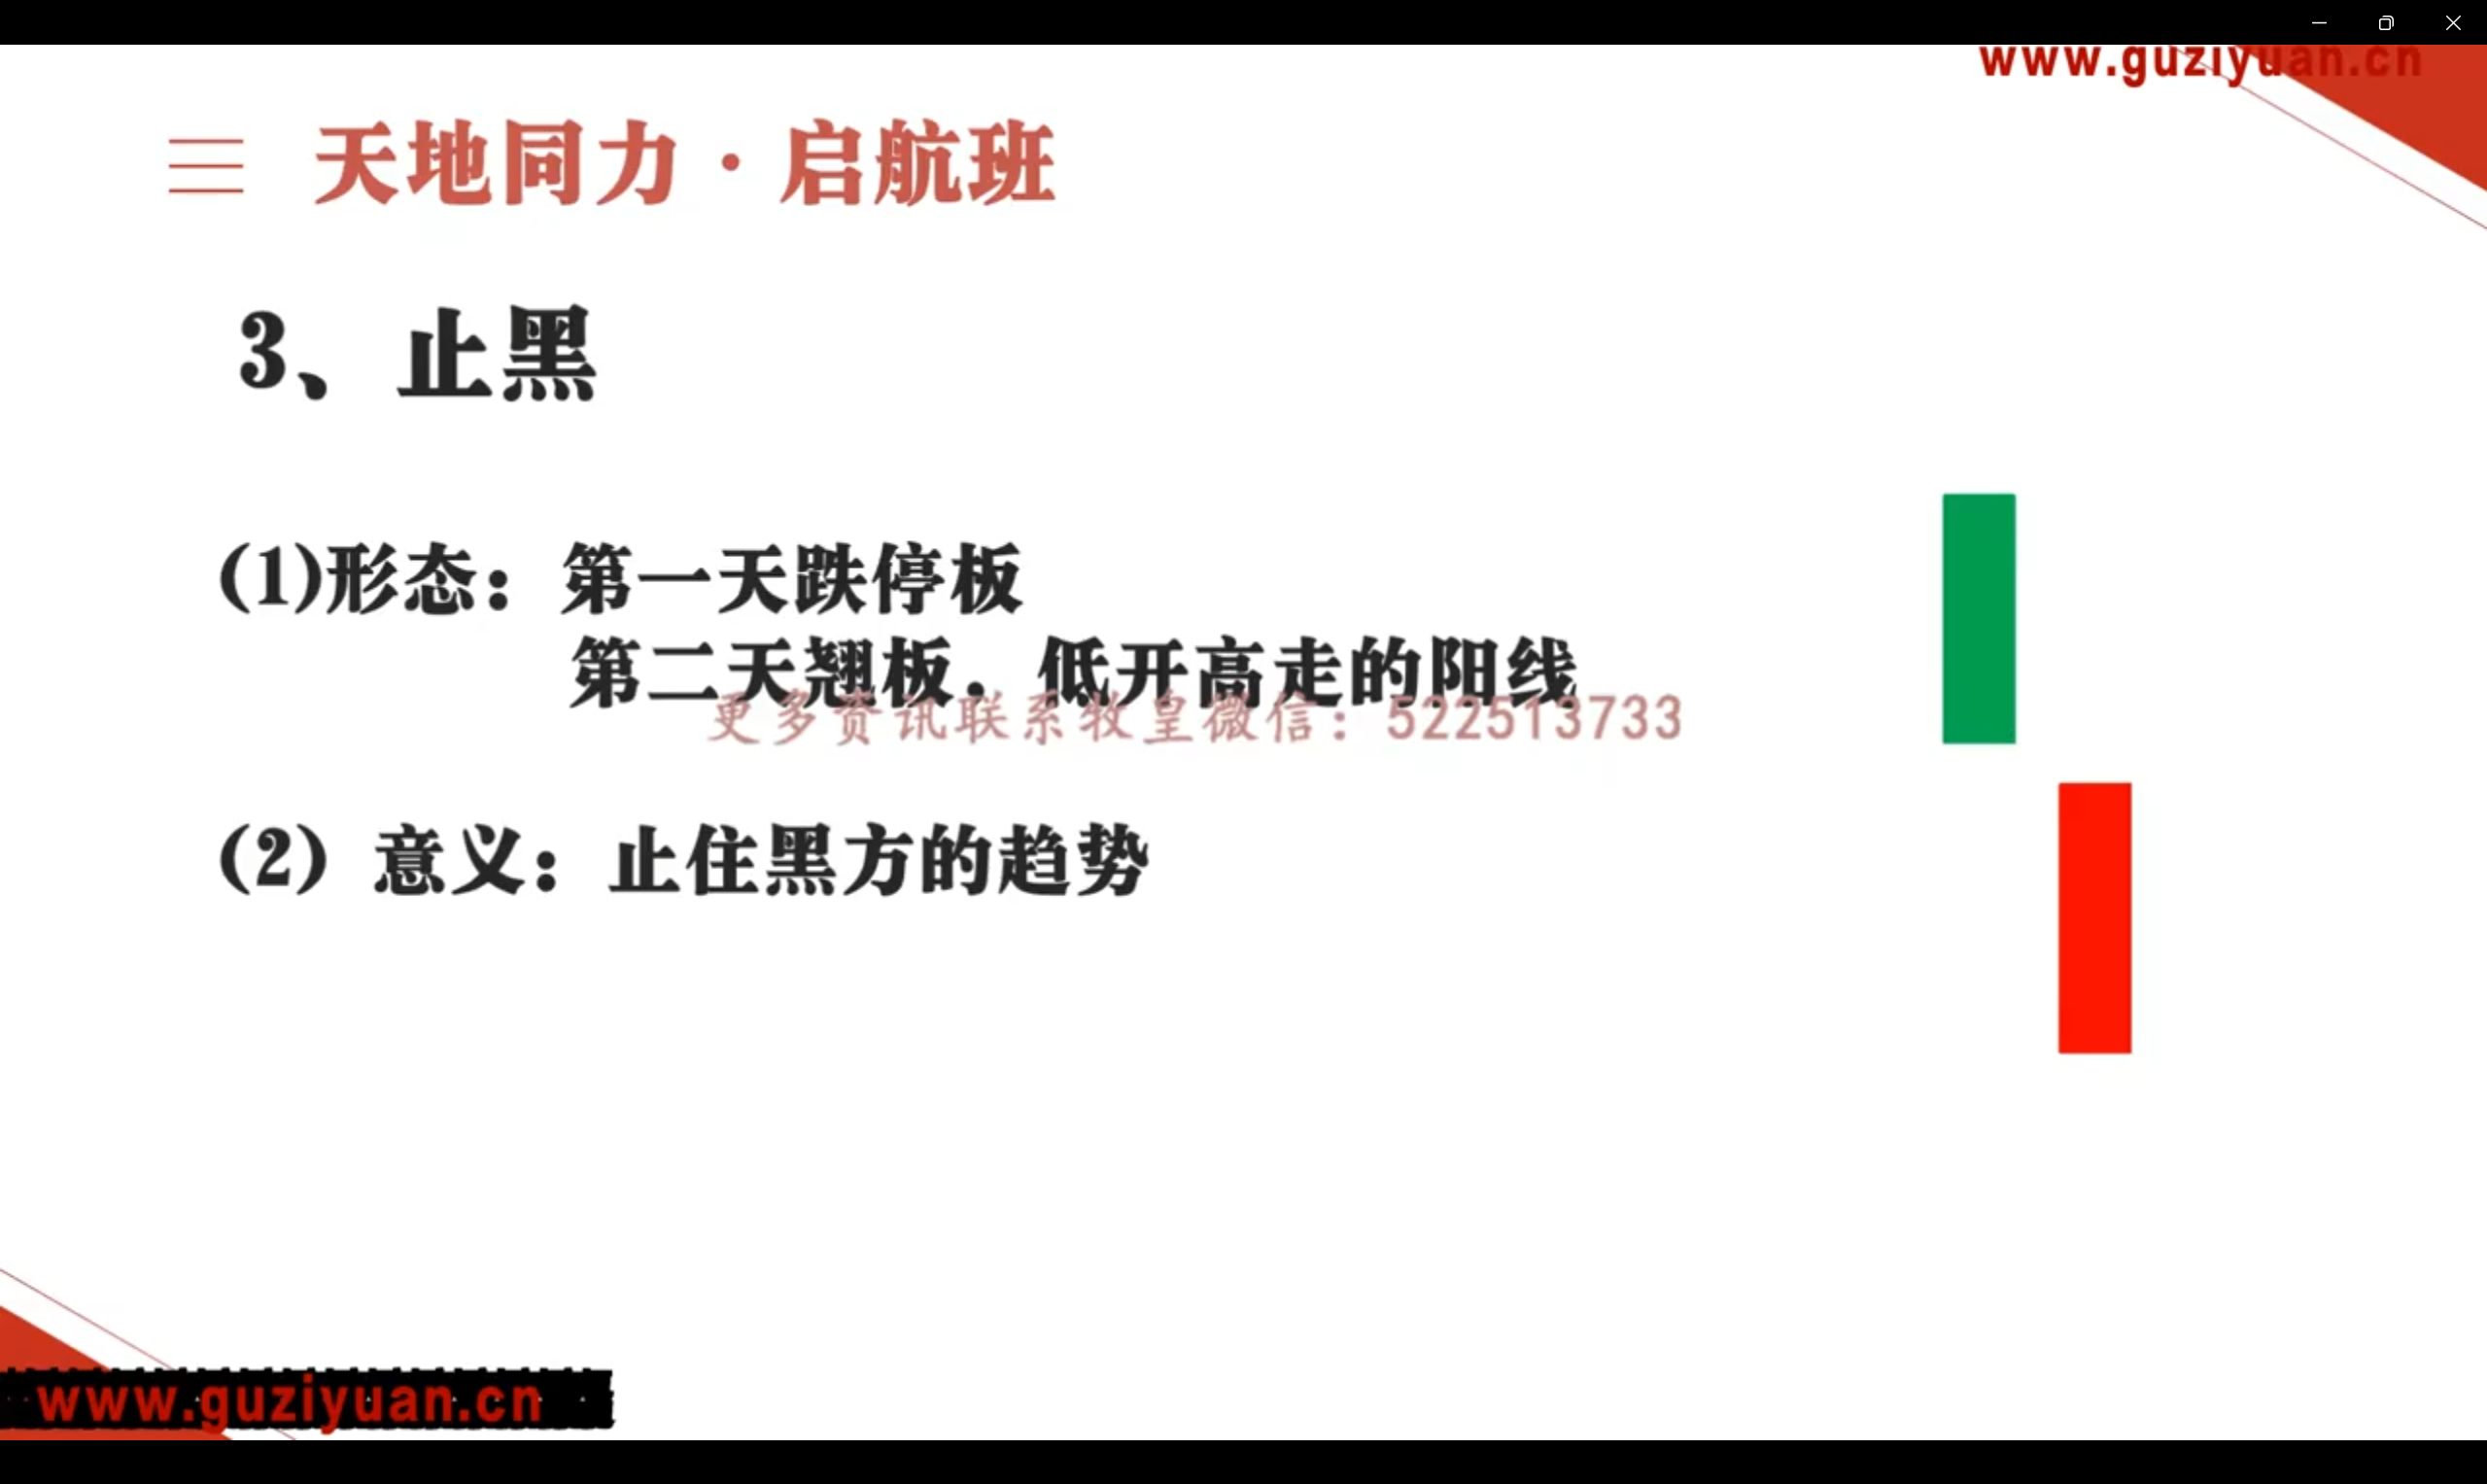 www.guziyuan.cn
天地同力·启航班
3、止黑
(1)形态：第一天跌停板
第二天翘板，低开高走的阳线
更多资讯联系牧皇微信：522513733
(2) 意义：止住黑方的趋势
www.guziyuan.cn